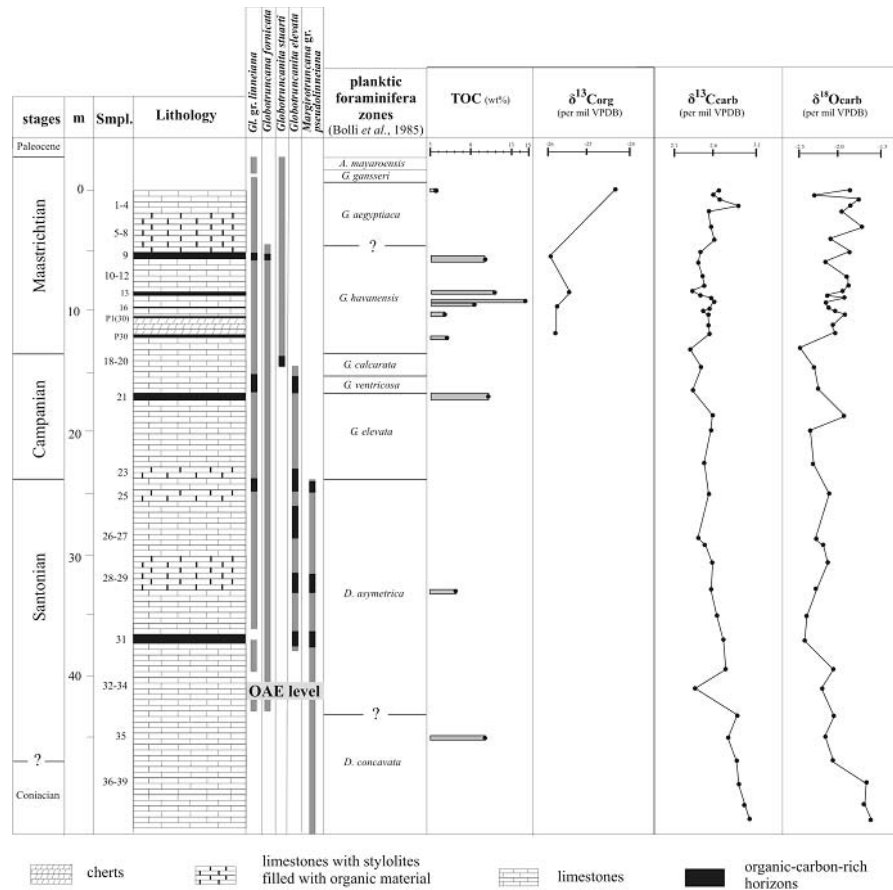 Gl. gr. linneiana
Globotruncana fornicata
Globotruncanita stuarti
Globotruncanita elevata
Marginotruncana gr.
pseudolinneiana
stages m Smpl. Lithology
planktic
foraminifera
zones
(Bolli et al., 1985)
TOC (wt%)
δ13Corg
(per mil VPDB)
δ13Ccarb
(per mil VPDB)
δ18Ocarb
(per mil VPDB)
Paleocene
Maastrichtian
Campanian
Santonian
?
Coniacian
0
10
20
30
40
1-4
5-8
9
10-12
13
16
P1(30)
P30
18-20
21
23
25
26-27
28-29
31
32-34
35
36-39
OAE level
A. mayaroensis
G. gansseri
G. aegyptiaca
?
G. havanensis
G. calcarata
G. ventricosa
G. elevata
D. asymetrica
?
D. concavata
cherts
limestones with stylolites
filled with organic material
limestones
organic-carbon-rich
horizons